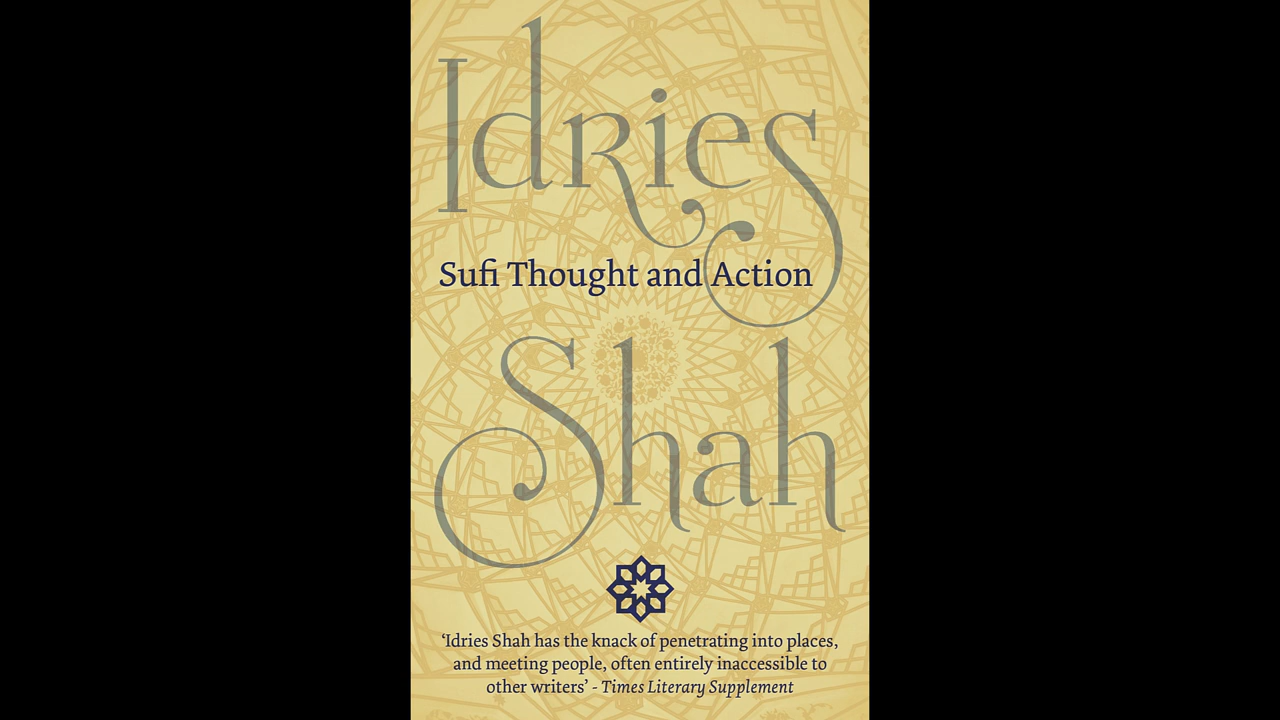 Idries
Sufi Thought and Action
Shah
‘Idries Shah has the knack of penetrating into places,
and meeting people, often entirely inaccessible to
other writers’ - Times Literary Supplement